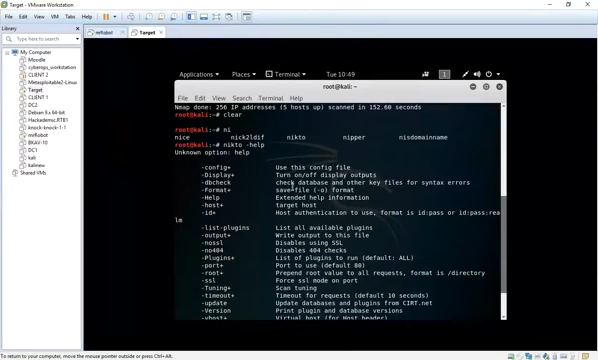 Target - VMware Workstation
File Edit View VM Tabs Help
Library
Type here to search
My Computer
Moodle
cyberops_workstation
CLIENT 2
Metasploitable2-Linux
Target
CLIENT 1
DC2
Debian 9.x 64-bit
Hackademic.RTB1
knock-knock-1-1
mrRobot
BKAV-10
DC1
kali
kalinew
Shared VMs
mrRobot
Target
Applications Places Terminal Tue 10:49 1
root@kali: ~
File Edit View Search Terminal Help
Nmap done: 256 IP addresses (5 hosts up) scanned in 152.60 seconds
root@kali:~# clear
root@kali:~# ni
nice nick2ldif nikto nipper nisdomainname
root@kali:~# nikto -help
Unknown option: help
-config+ Use this config file
-Display+ Turn on/off display outputs
-dbcheck check database and other key files for syntax errors
-Format+ save file (-o) format
-Help Extended help information
-host+ target host
-id+ Host authentication to use, format is id:pass or id:pass:rea
lm
-list-plugins List all available plugins
-output+ Write output to this file
-nossl Disables using SSL
-no404 Disables 404 checks
-Plugins+ List of plugins to run (default: ALL)
-port+ Port to use (default 80)
-root+ Prepend root value to all requests, format is /directory
-ssl Force ssl mode on port
-Tuning+ Scan tuning
-timeout+ Timeout for requests (default 10 seconds)
-update Update databases and plugins from CIRT.net
-Version Print plugin and database versions
-vhost+ Virtual host (for Host header)
To return to your computer, move the mouse pointer outside or press Ctrl+Alt.